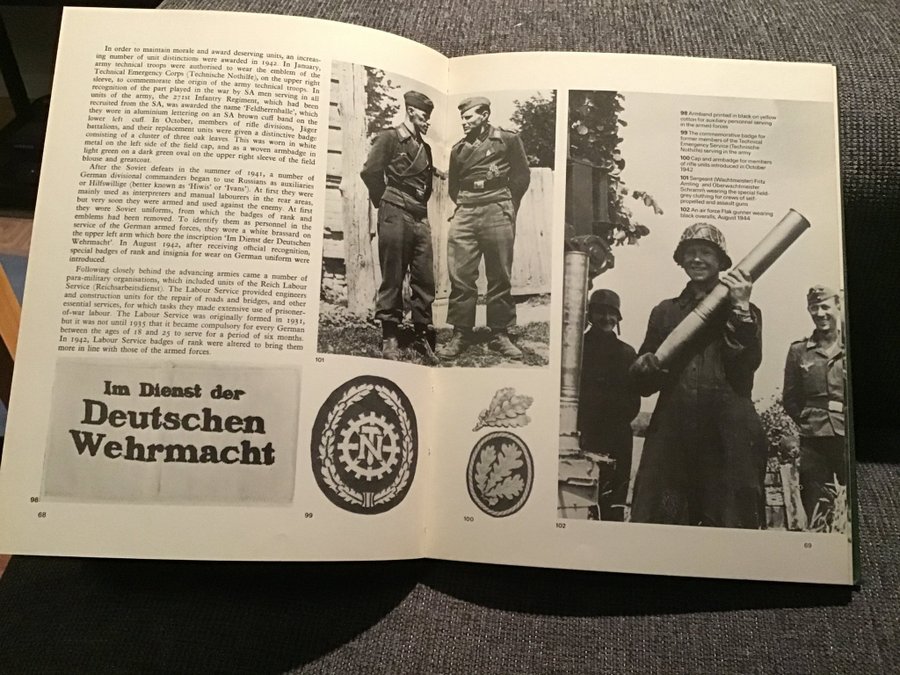 In order to maintain morale and award deserving units, an increas-
ing number of unit distinctions were awarded in 1942. In January,
army technical troops were authorised to wear the emblem of the
Technical Emergency Corps (Technische Nothilfe), on the upper right
sleeve, to commemorate the origin of the army technical troops. In
recognition of the part played in the war by SA men serving in all
units of the army, the 271st Infantry Regiment, which had been
recruited from the SA, was awarded the name 'Feldherrnhalle', which
they wore in aluminium lettering on an SA brown cuff band on the
lower left cuff. In October, members of rifle divisions, Jäger
battalions, and their replacement units were given a distinctive badge
consisting of a cluster of three oak leaves. This was worn in white
metal on the left side of the field cap, and as a woven armbadge in
light green on a dark green oval on the upper right sleeve of the field
blouse and greatcoat.
After the Soviet defeats in the summer of 1941, a number of
German divisional commanders began to use Russians as auxiliaries
or Hilfswillige (better known as 'Hiwis' or 'Ivans'). At first they were
mainly used as interpreters and manual labourers in the rear areas,
but very soon they were armed and used against the enemy. At first
they wore Soviet uniforms, from which the badges of rank and
emblems had been removed. To identify them as personnel in the
service of the German armed forces, they wore a white brassard on
the upper left arm which bore the inscription 'Im Dienst der Deutschen
Wehrmacht'. In August 1942, after receiving official recognition,
special badges of rank and insignia for wear on German uniform were
introduced.
Following closely behind the advancing armies came a number of
para-military organisations, which included units of the Reich Labour
Service (Reichsarbeitsdienst). The Labour Service provided engineers
and construction units for the repair of roads and bridges, and other
essential services, for which tasks they made extensive use of prisoner-
of-war labour. The Labour Service was originally formed in 1931,
but it was not until 1935 that it became compulsory for every German
between the ages of 18 and 25 to serve for a period of six months.
In 1942, Labour Service badges of rank were altered to bring them
more in line with those of the armed forces.
Im Dienst der
Deutschen
Wehrmacht
98
68
TN
99
101
100
98 Armband printed in black on yellow
cotton for auxiliary personnel serving
in the armed forces
99 The commemorative badge for
former members of the Technical
Emergency Service (Technische
Nothilfe) serving in the army
100 Cap and armbadge for members
of rifle units introduced in October
1942
101 Sergeant (Wachtmeister) Fritz
Amling and Oberwachtmeister
Schramm wearing the special field-
grey clothing for crews of self-
propelled and assault guns
102 An air force Flak gunner wearing
black overalls, August 1944
102
69